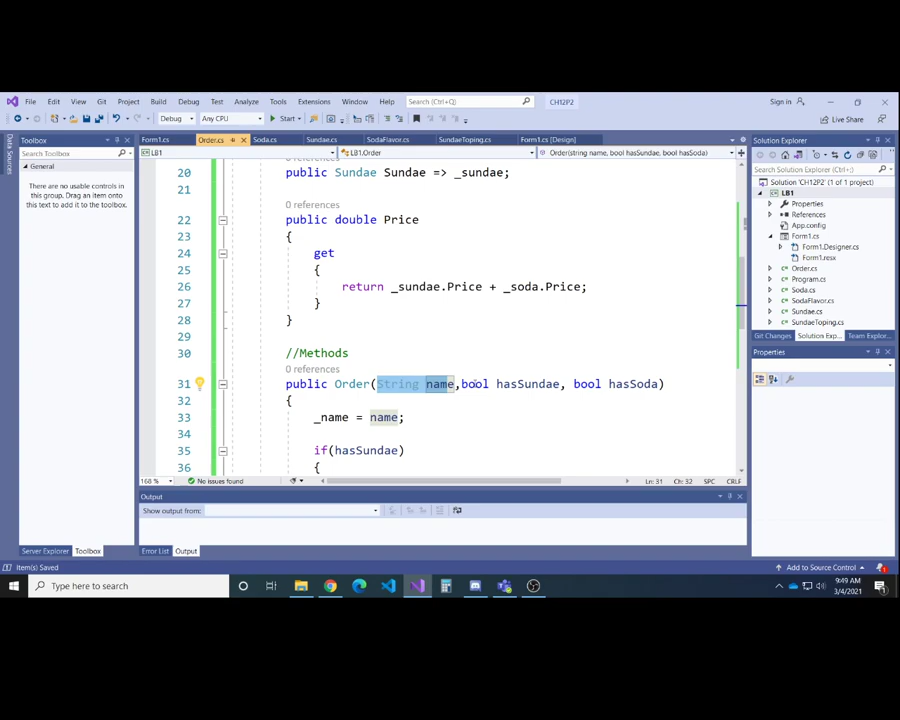 File Edit View Git Project Build Debug Test Analyze Tools Extensions Window Help Search (Ctrl+Q) CH12P2 Sign in
Debug Any CPU Start Live Share
Toolbox
Search Toolbox
General
There are no usable controls in
this group. Drag an item onto
this text to add it to the toolbox.
Data Sources
Form1.cs Order.cs Soda.cs Sundae.cs SodaFlavor.cs SundaeToping.cs Form1.cs [Design]
LB1 LB1.Order Order(string name, bool hasSundae, bool hasSoda)
20 public Sundae Sundae => _sundae;
21
0 references
22 public double Price
23 {
24 get
25 {
26 return _sundae.Price + _soda.Price;
27 }
28 }
29
30 //Methods
0 references
31 public Order(String name,bool hasSundae, bool hasSoda)
32 {
33 _name = name;
34
35 if(hasSundae)
36 {
168 % No issues found Ln: 31 Ch: 32 SPC CRLF
Output
Show output from:
Server Explorer Toolbox Error List Output
Solution Explorer
Search Solution Explorer (Ctrl+;)
Solution 'CH12P2' (1 of 1 project)
LB1
Properties
References
App.config
Form1.cs
Form1.Designer.cs
Form1.resx
Order.cs
Program.cs
Soda.cs
SodaFlavor.cs
Sundae.cs
SundaeToping.cs
Git Changes Solution Exp... Team Explor...
Properties
Item(s) Saved Add to Source Control
Type here to search
9:49 AM
3/4/2021